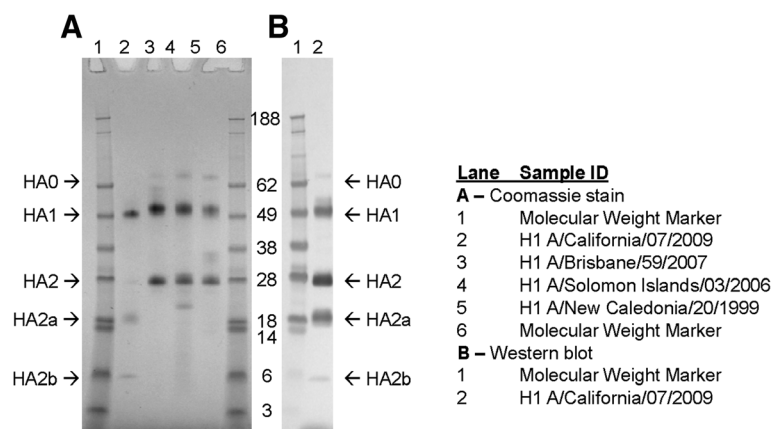 A
1 2 3 4 5 6
B
1 2
188
62
49
38
28
18
14
6
3
HA0 →
HA1 →
HA2 →
HA2a →
HA2b →
← HA0
← HA1
← HA2
← HA2a
← HA2b
Lane Sample ID
A – Coomassie stain
1 Molecular Weight Marker
2 H1 A/California/07/2009
3 H1 A/Brisbane/59/2007
4 H1 A/Solomon Islands/03/2006
5 H1 A/New Caledonia/20/1999
6 Molecular Weight Marker
B – Western blot
1 Molecular Weight Marker
2 H1 A/California/07/2009